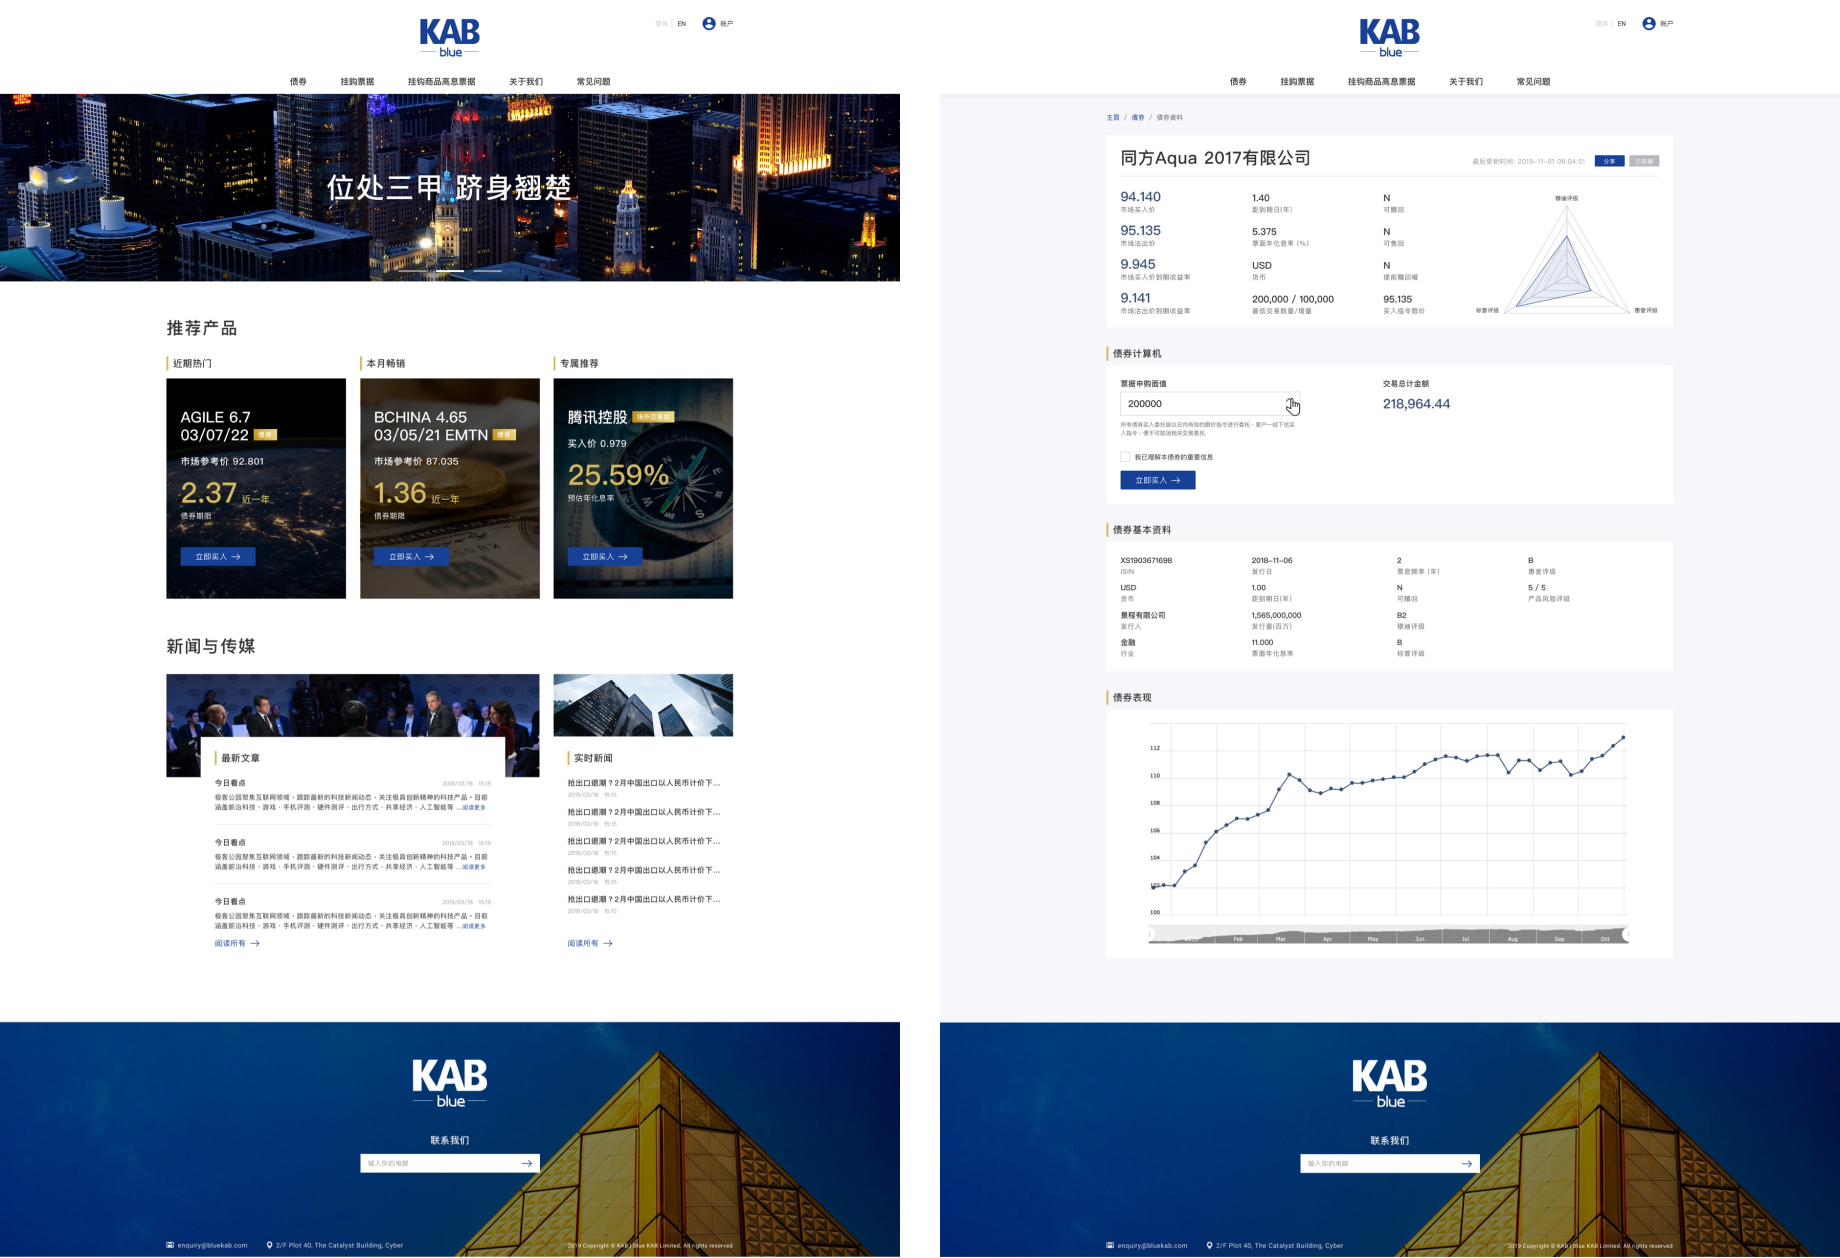 KAB
blue
简体 | EN 帐户
债券 挂鈎票据 挂钩商品高息票据 关于我们 常见问题
位处三甲 跻身翘楚
推荐产品
近期热门
AGILE 6.7
03/07/22 债券
市场参考价 92.801
2.37 近一年
债券期限
立即买入
本月畅销
BCHINA 4.65
03/05/21 EMTN 债券
市场参考价 87.035
1.36 近一年
债券期限
立即买入
专属推荐
腾讯控股 场外交易类
买入价 0.979
25.59%
预估年化息率
立即买入
新闻与传媒
最新文章
今日看点 2019/03/18 15:15
极客公园聚焦互联网领域，跟踪最新的科技新闻动态，关注极具创新精神的科技产品。目前
涵盖前沿科技、游戏、手机评测、硬件测评、出行方式、共享经济、人工智能等 ...阅读更多
今日看点 2019/03/18 15:15
极客公园聚焦互联网领域，跟踪最新的科技新闻动态，关注极具创新精神的科技产品。目前
涵盖前沿科技、游戏、手机评测、硬件测评、出行方式、共享经济、人工智能等 ...阅读更多
今日看点 2019/03/18 15:15
极客公园聚焦互联网领域，跟踪最新的科技新闻动态，关注极具创新精神的科技产品。目前
涵盖前沿科技、游戏、手机评测、硬件测评、出行方式、共享经济、人工智能等 ...阅读更多
阅读所有
实时新闻
抢出口退潮？2月中国出口以人民币计价下...
2019/03/18 15:15
抢出口退潮？2月中国出口以人民币计价下...
2019/03/18 15:15
抢出口退潮？2月中国出口以人民币计价下...
2019/03/18 15:15
抢出口退潮？2月中国出口以人民币计价下...
2019/03/18 15:15
抢出口退潮？2月中国出口以人民币计价下...
2019/03/18 15:15
阅读所有
KAB
blue
联系我们
输入你的电邮
enquiry@bluekab.com 2/F Plot 40, The Catalyst Building, Cyber
2019 Copyright © KAB | Blue KAB Limited. All rights reserved
KAB
blue
简体 | EN 帐户
债券 挂鈎票据 挂钩商品高息票据 关于我们 常见问题
主頁 / 債券 / 債券資料
同方Aqua 2017有限公司
最后更新时间: 2019-11-01 08:04:51 分享
94.140
市场买入价
1.40
距到期日(年)
N
可贖回
95.135
市场沽出价
5.375
票面年化息率 (%)
N
可售回
9.945
市场买入价到期收益率
USD
货币
N
提前贖回權
9.141
市场沽出价到期收益率
200,000 / 100,000
最低交易数量/增量
95.135
买入指令限价
穆迪评级
标普评级
惠誉评级
债券计算机
票据申购面值
200000
所有债券买入委托皆以日内有效的限价指令进行委托，客户一经下达买
入指令，便不可取消相关交易委托
交易总计金额
218,964.44
我已理解本债券的重要信息
立即买入
债券基本资料
XS1903671698
ISIN
2018-11-06
发行日
2
票息频率 (年)
B
惠誉评级
USD
货币
1.00
距到期日(年)
N
可贖回
5 / 5
产品风险评级
景程有限公司
发行人
1,565,000,000
发行量(百万)
B2
穆迪评级
金融
行业
11.000
票面年化息率
B
标普评级
债券表现
112
110
108
106
104
102
100
Feb Mar Apr May Jun Jul Aug Sep Oct
KAB
blue
联系我们
输入你的电邮
enquiry@bluekab.com 2/F Plot 40, The Catalyst Building, Cyber
2019 Copyright © KAB | Blue KAB Limited. All rights reserved